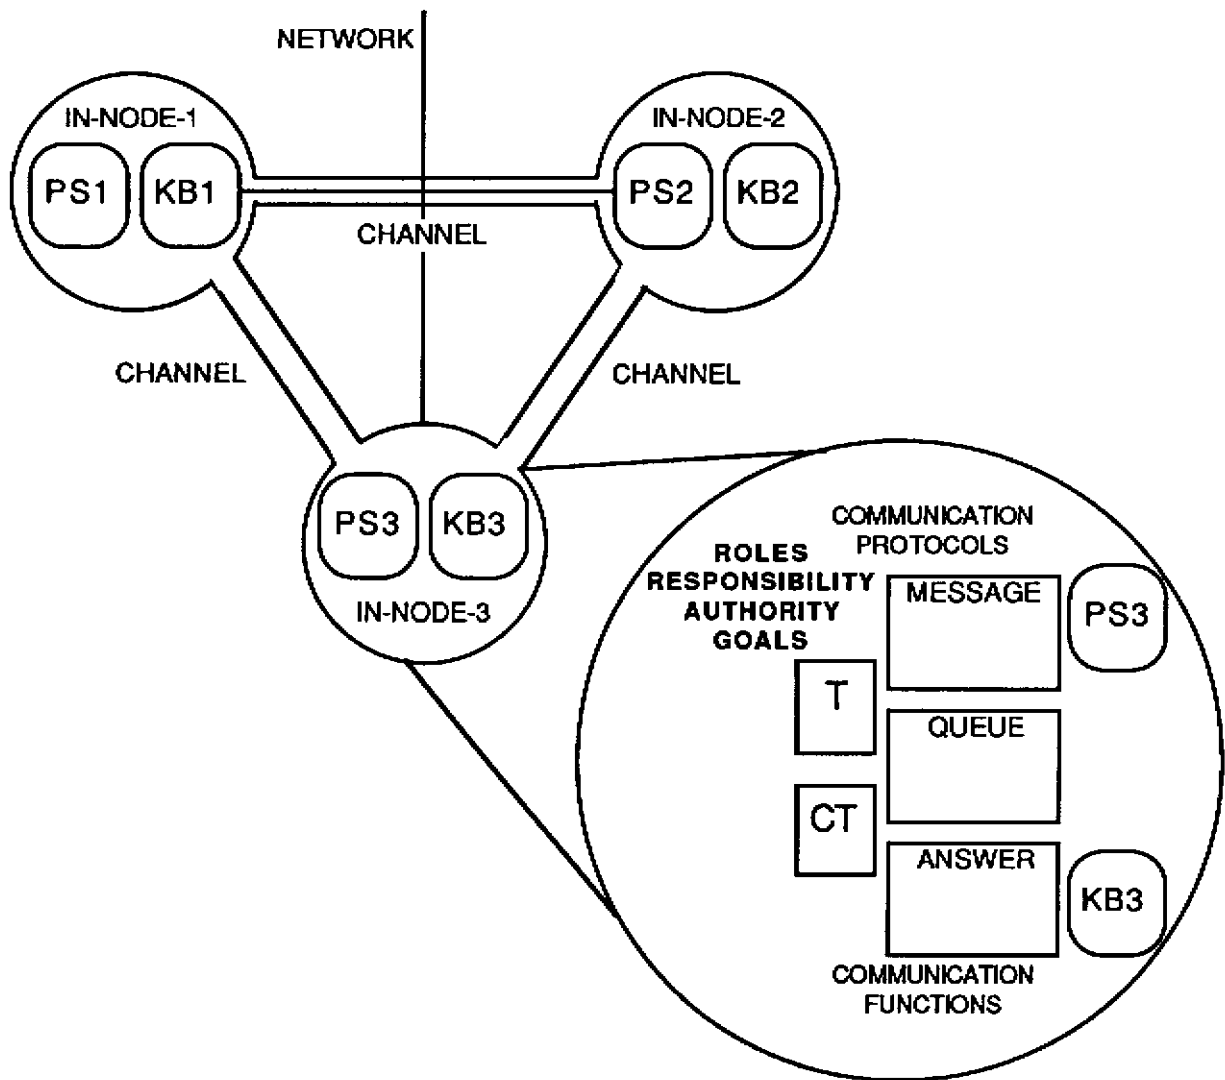 NETWORK
IN-NODE-1
IN-NODE-2
PS1
KB1
PS2
KB2
CHANNEL
CHANNEL
CHANNEL
PS3
KB3
IN-NODE-3
COMMUNICATION
PROTOCOLS
ROLES
RESPONSIBILITY
AUTHORITY
GOALS
MESSAGE
PS3
T
QUEUE
CT
ANSWER
KB3
COMMUNICATION
FUNCTIONS